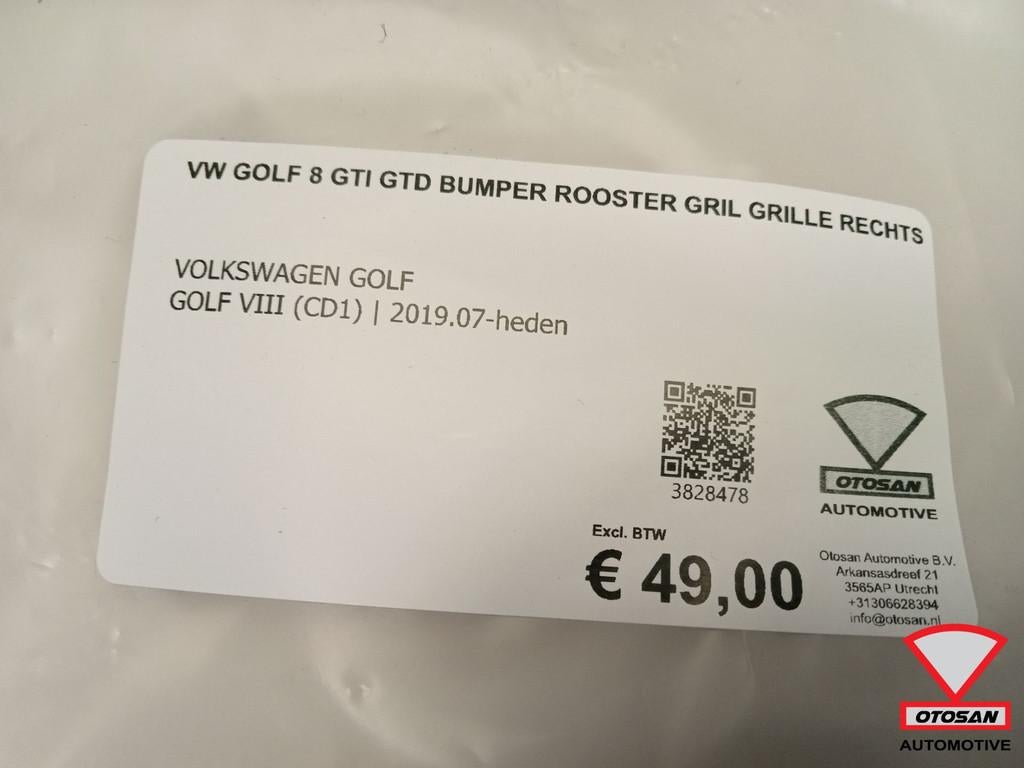 VW GOLF 8 GTI GTD BUMPER ROOSTER GRIL GRILLE RECHTS
VOLKSWAGEN GOLF
GOLF VIII (CD1) | 2019.07-heden
3828478
OTOSAN
AUTOMOTIVE
Excl. BTW
€ 49,00
Otosan Automotive B.V.
Arkansasdreef 21
3565AP Utrecht
+31306628394
info@otosan.nl
OTOSAN
AUTOMOTIVE